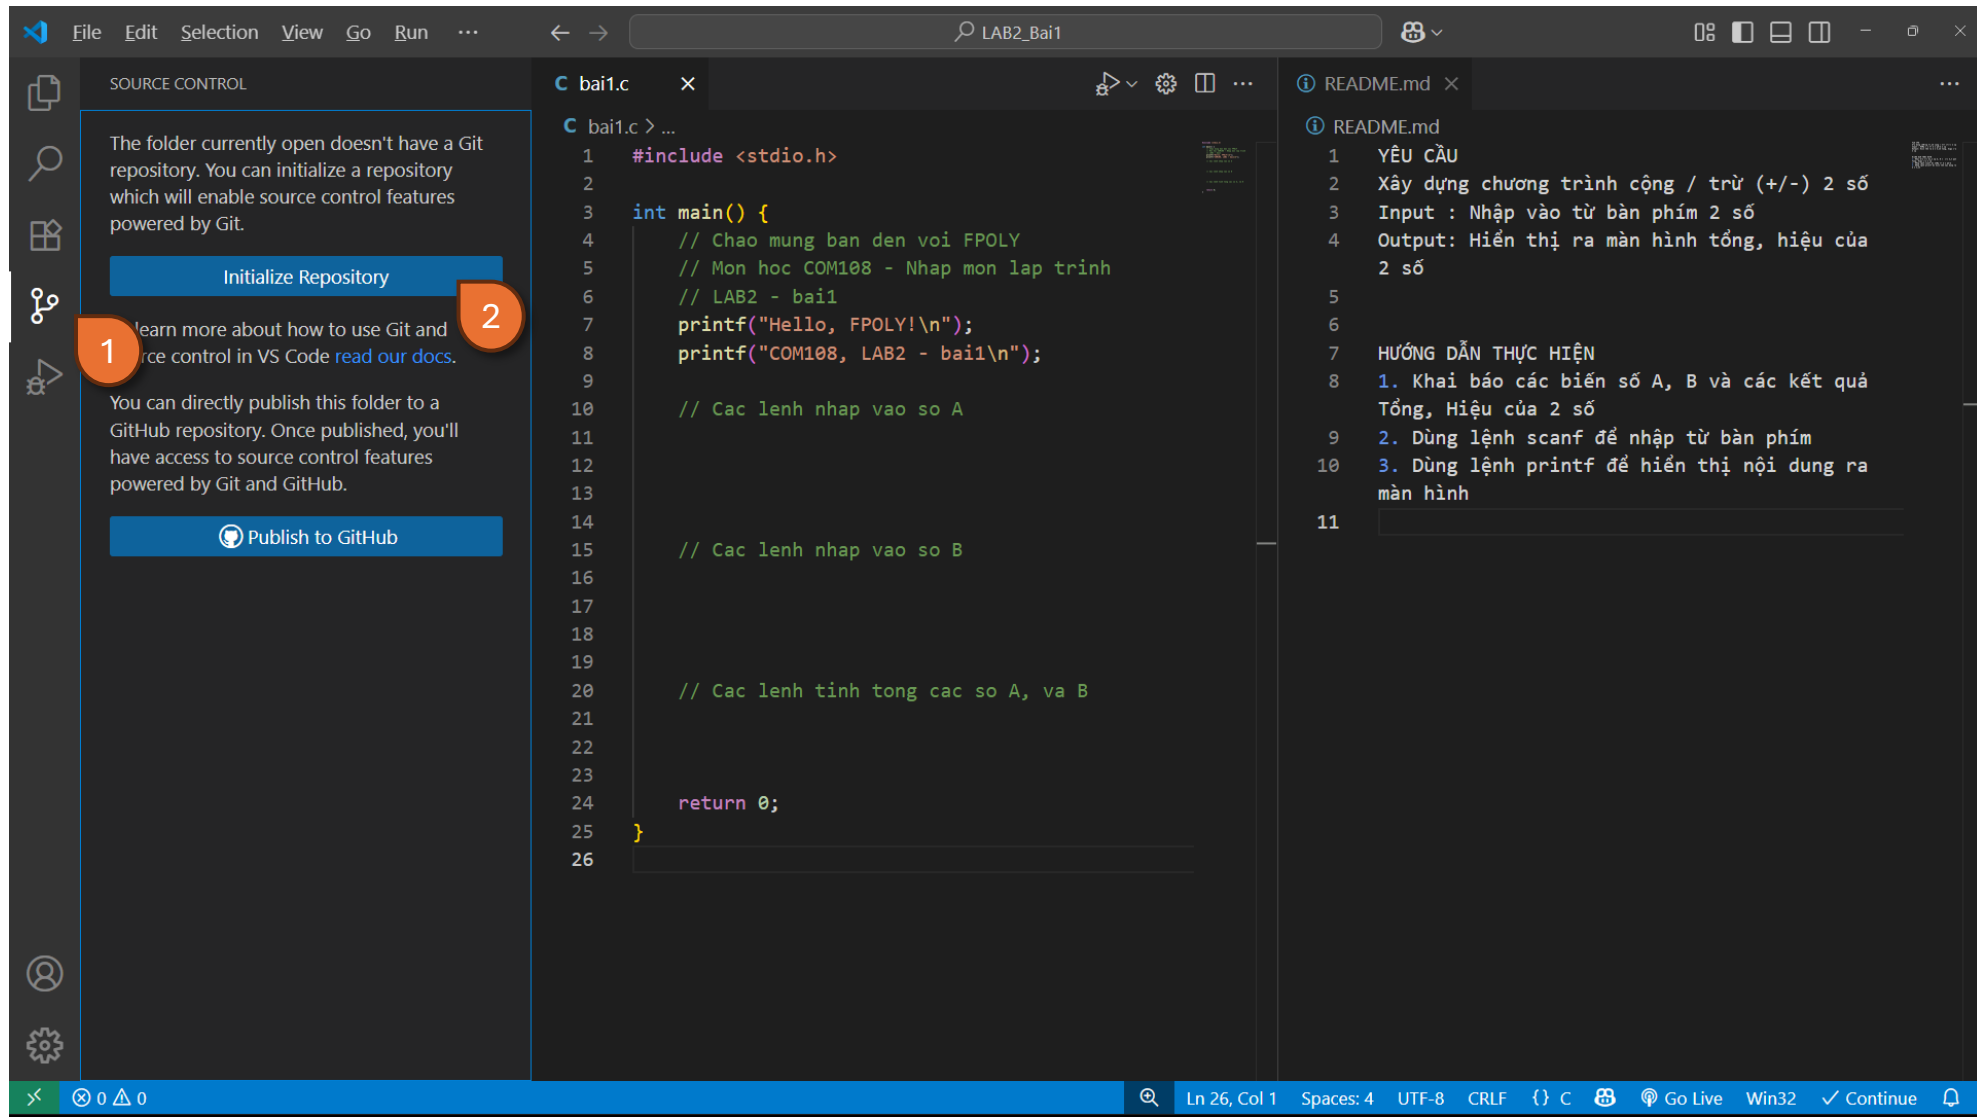 File Edit Selection View Go Run ···
LAB2_Bai1
SOURCE CONTROL
The folder currently open doesn't have a Git
repository. You can initialize a repository
which will enable source control features
powered by Git.
Initialize Repository
2
learn more about how to use Git and
1
rce control in VS Code read our docs.
You can directly publish this folder to a
GitHub repository. Once published, you'll
have access to source control features
powered by Git and GitHub.
Publish to GitHub
C bai1.c
C bai1.c > ...
1 #include <stdio.h>
2
3 int main() {
4 // Chao mung ban den voi FPOLY
5 // Mon hoc COM108 - Nhap mon lap trinh
6 // LAB2 - bai1
7 printf("Hello, FPOLY!\n");
8 printf("COM108, LAB2 - bai1\n");
9
10 // Cac lenh nhap vao so A
11
12
13
14
15 // Cac lenh nhap vao so B
16
17
18
19
20 // Cac lenh tinh tong cac so A, va B
21
22
23
24 return 0;
25 }
26
README.md
README.md
1 YÊU CẦU
2 Xây dựng chương trình cộng / trừ (+/-) 2 số
3 Input : Nhập vào từ bàn phím 2 số
4 Output: Hiển thị ra màn hình tổng, hiệu của
2 số
5
6
7 HƯỚNG DẪN THỰC HIỆN
8 1. Khai báo các biến số A, B và các kết quả
Tổng, Hiệu của 2 số
9 2. Dùng lệnh scanf để nhập từ bàn phím
10 3. Dùng lệnh printf để hiển thị nội dung ra
màn hình
11
0 0
Ln 26, Col 1 Spaces: 4 UTF-8 CRLF {} C Go Live Win32 Continue